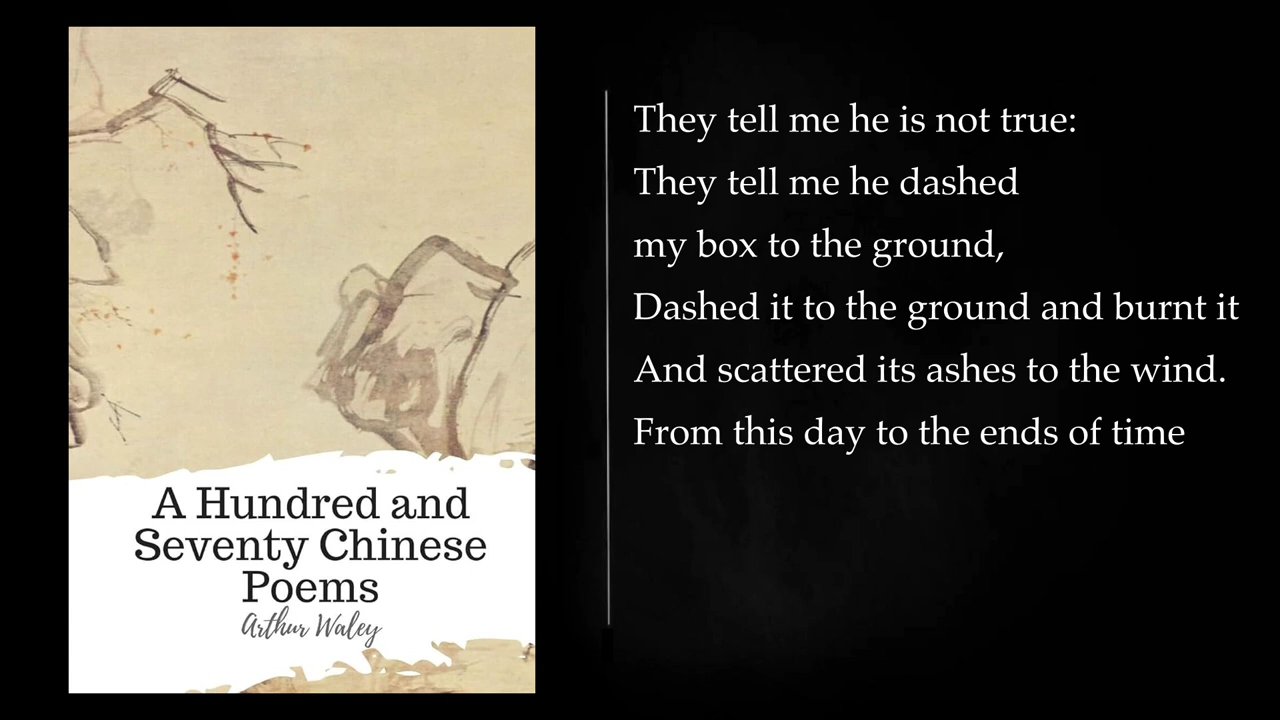 A Hundred and
Seventy Chinese
Poems
Arthur Waley
They tell me he is not true:
They tell me he dashed
my box to the ground,
Dashed it to the ground and burnt it
And scattered its ashes to the wind.
From this day to the ends of time